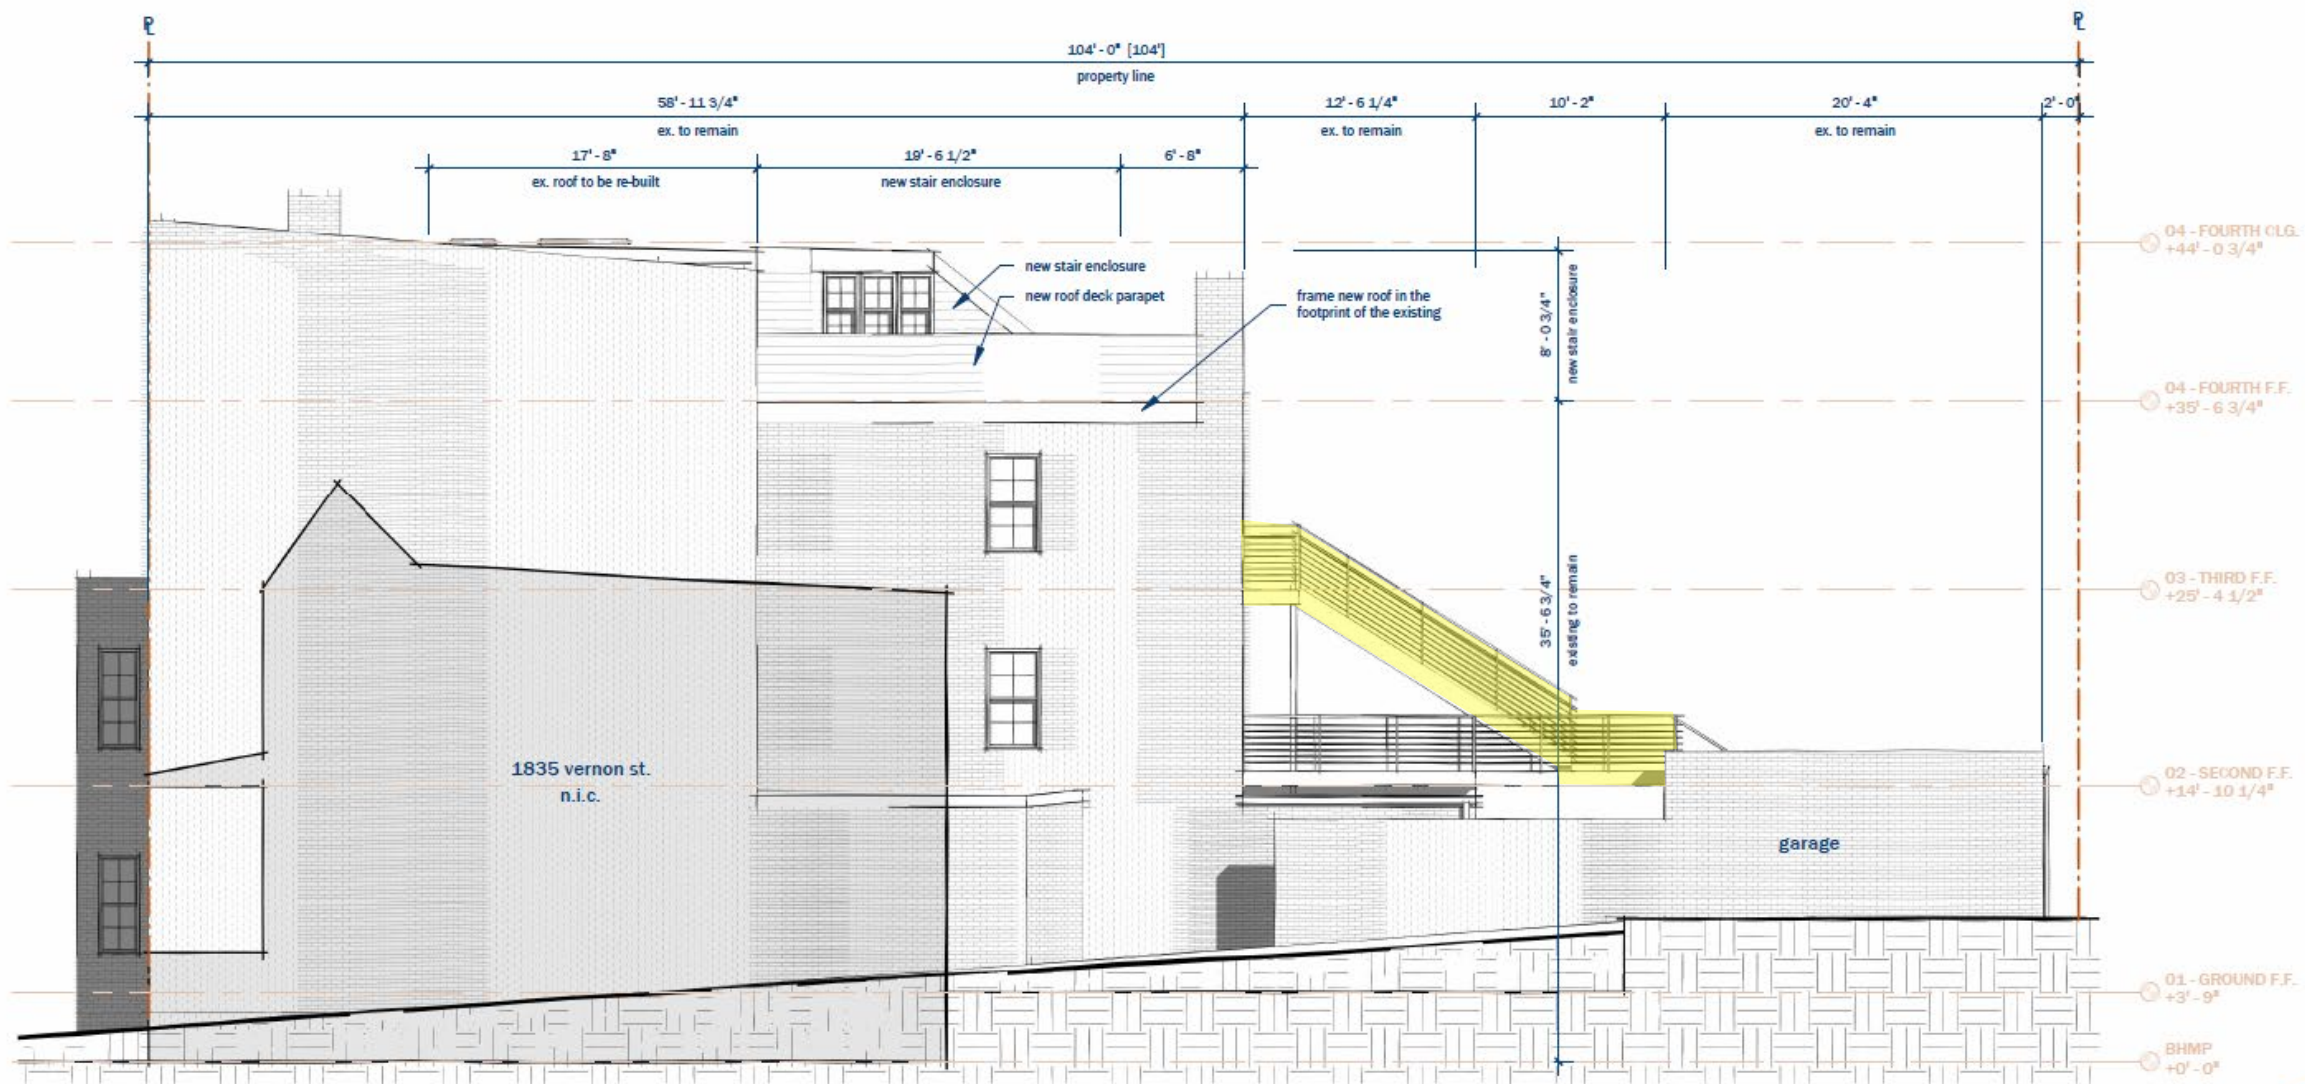 PL
PL
104' - 0" [104']
property line
58' - 11 3/4"
ex. to remain
12' - 6 1/4"
ex. to remain
10' - 2"
20' - 4"
ex. to remain
2' - 0"
17' - 8"
ex. roof to be re-built
19' - 6 1/2"
new stair enclosure
6' - 8"
04 - FOURTH CLG.
+44' - 0 3/4"
new stair enclosure
new roof deck parapet
frame new roof in the
footprint of the existing
8' - 0 3/4"
new stair enclosure
04 - FOURTH F.F.
+35' - 6 3/4"
35' - 6 3/4"
existing to remain
03 - THIRD F.F.
+25' - 4 1/2"
1835 vernon st.
n.i.c.
02 - SECOND F.F.
+14' - 10 1/4"
garage
01 - GROUND F.F.
+3' - 9"
BHMP
+0' - 0"